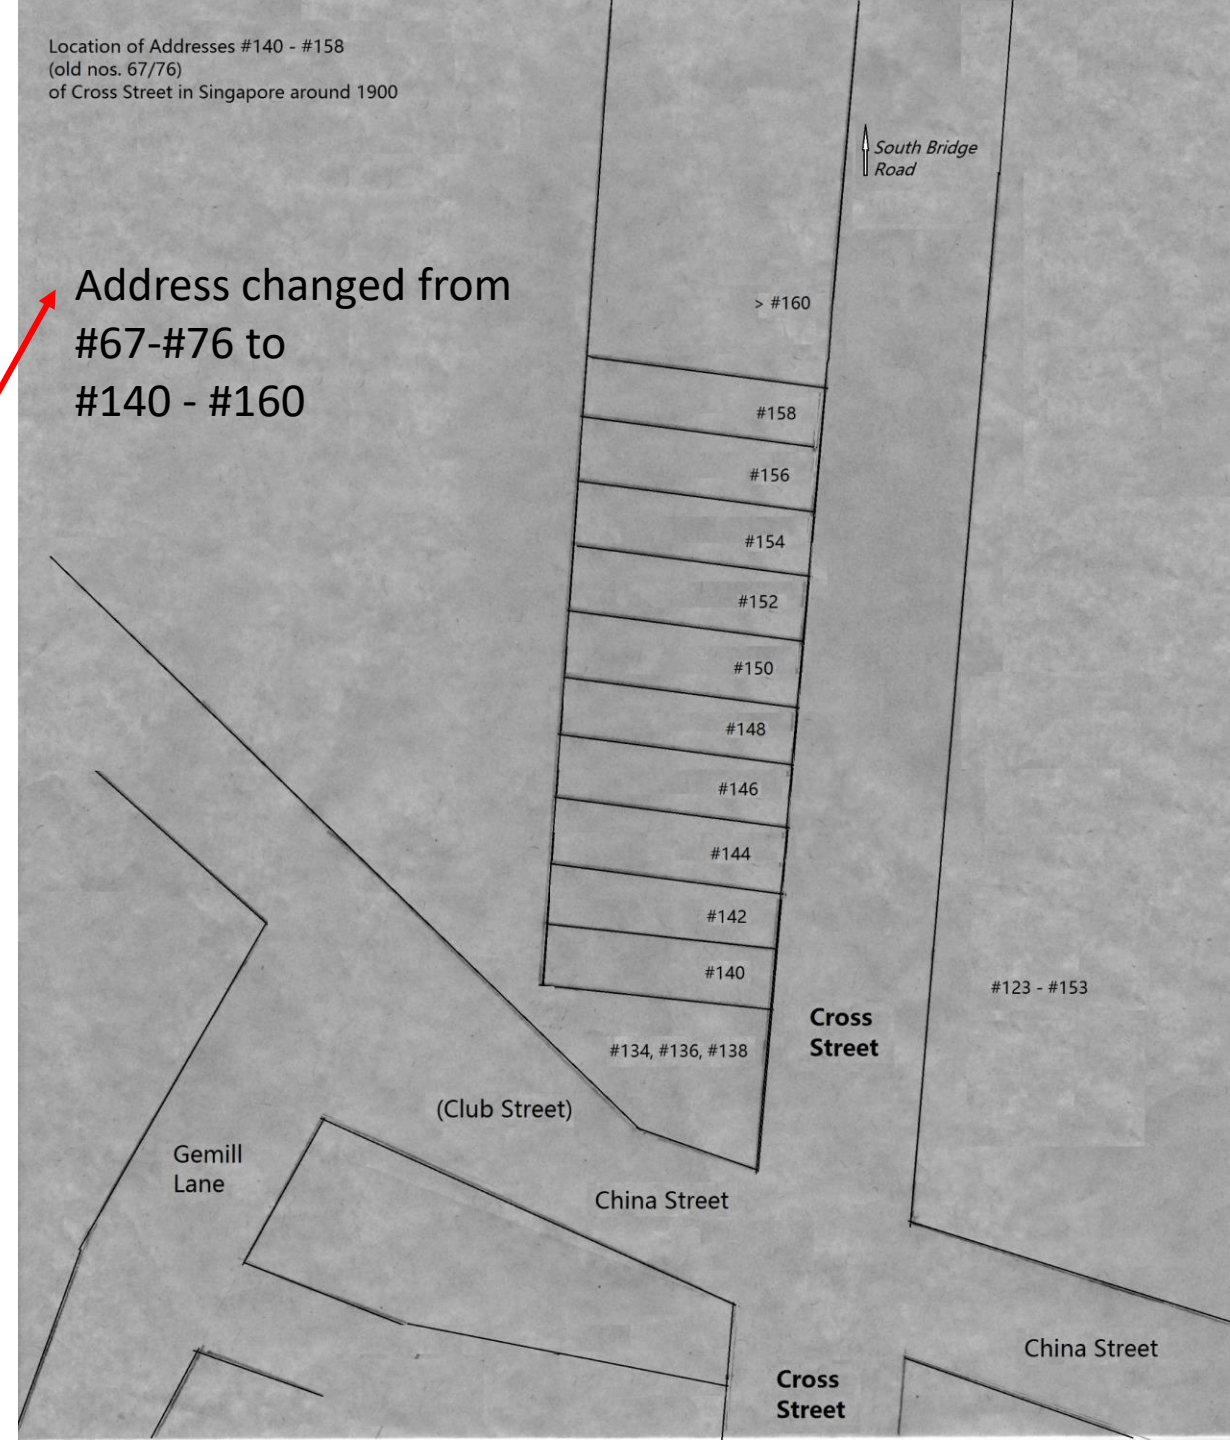 Location of Addresses #140 - #158
(old nos. 67/76)
of Cross Street in Singapore around 1900
South Bridge
Road
Address changed from
#67-#76 to
#140 - #160
> #160
#158
#156
#154
#152
#150
#148
#146
#144
#142
#140
#123 - #153
Cross
Street
#134, #136, #138
(Club Street)
Gemill
Lane
China Street
China Street
Cross
Street